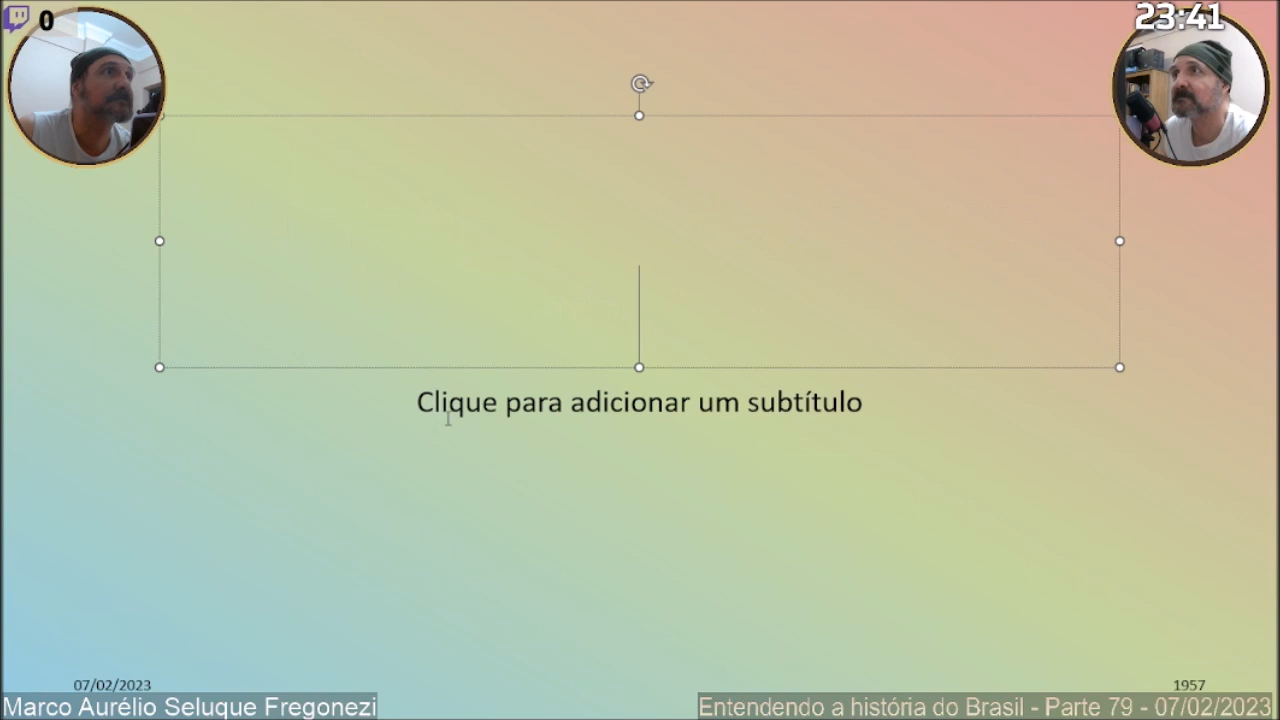 0
23:41
Clique para adicionar um subtítulo
07/02/2023
1957
Marco Aurélio Seluque Fregonezi
Entendendo a história do Brasil - Parte 79 - 07/02/2023